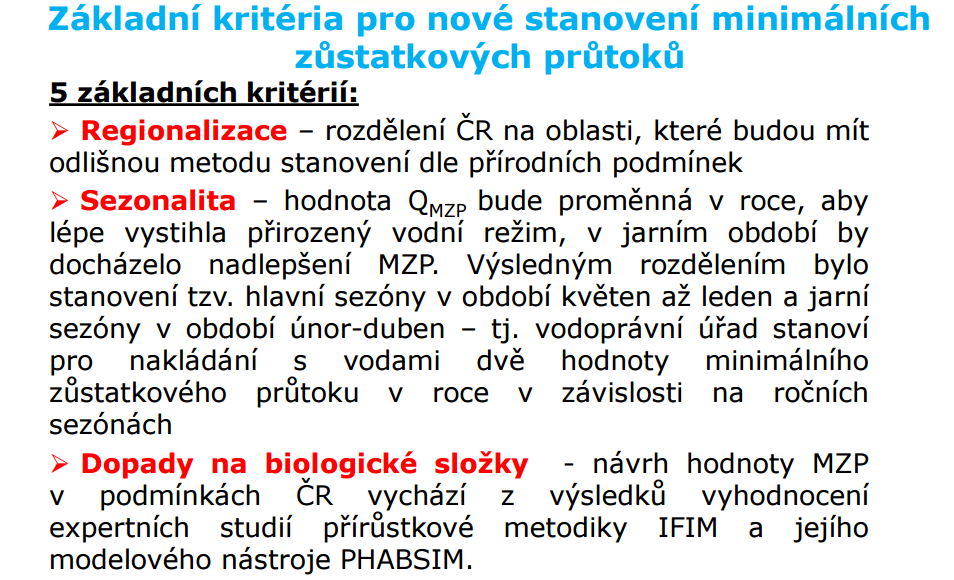 Základní kritéria pro nové stanovení minimálních
zůstatkových průtoků
5 základních kritérií:
➢ Regionalizace – rozdělení ČR na oblasti, které budou mít
odlišnou metodu stanovení dle přírodních podmínek
➢ Sezonalita – hodnota QMZP bude proměnná v roce, aby
lépe vystihla přirozený vodní režim, v jarním období by
docházelo nadlepšení MZP. Výsledným rozdělením bylo
stanovení tzv. hlavní sezóny v období květen až leden a jarní
sezóny v období únor-duben – tj. vodoprávní úřad stanoví
pro nakládání s vodami dvě hodnoty minimálního
zůstatkového průtoku v roce v závislosti na ročních
sezónách
➢ Dopady na biologické složky - návrh hodnoty MZP
v podmínkách ČR vychází z výsledků vyhodnocení
expertních studií přírůstkové metodiky IFIM a jejího
modelového nástroje PHABSIM.